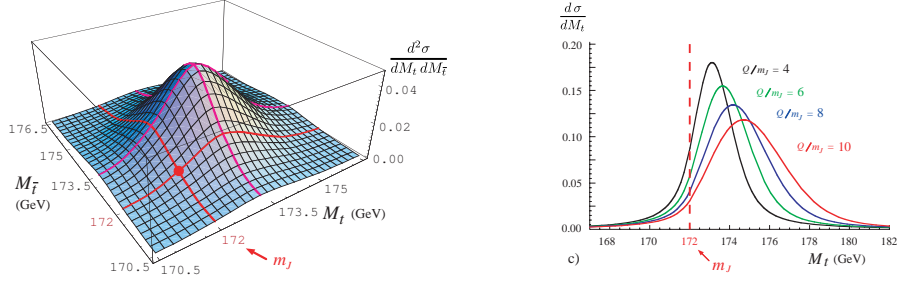 d²σ
dM_t dM_t̄
0.04
0.02
0.00
176.5
175
173.5
172
170.5
M_t̄
(GeV)
170.5
172
173.5
175
M_t (GeV)
m_J
dσ
dM_t
0.20
0.15
0.10
0.05
0.00
Q/m_J = 4
Q/m_J = 6
Q/m_J = 8
Q/m_J = 10
168 170 172 174 176 178 180 182
c)
m_J
M_t (GeV)